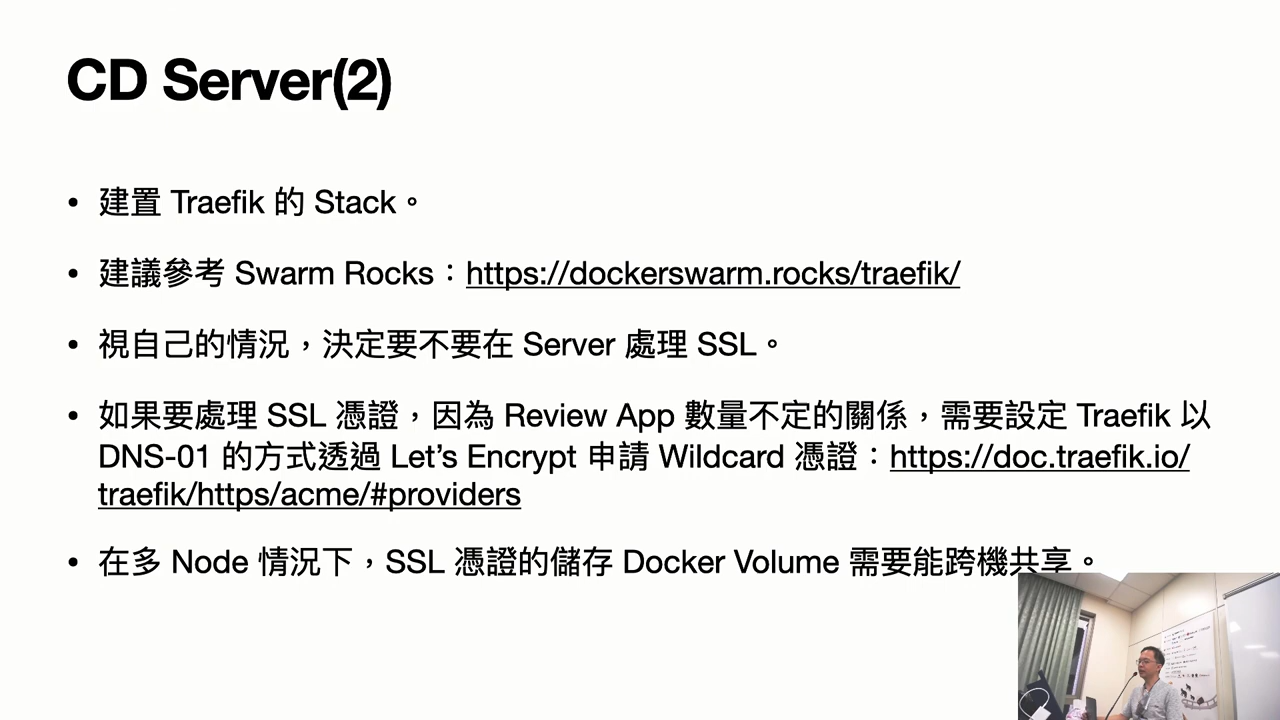 CD Server(2)
• 建置 Traefik 的 Stack。
• 建議參考 Swarm Rocks：https://dockerswarm.rocks/traefik/
• 視自己的情況，決定要不要在 Server 處理 SSL。
• 如果要處理 SSL 憑證，因為 Review App 數量不定的關係，需要設定 Traefik 以
DNS-01 的方式透過 Let’s Encrypt 申請 Wildcard 憑證：https://doc.traefik.io/
traefik/https/acme/#providers
• 在多 Node 情況下，SSL 憑證的儲存 Docker Volume 需要能跨機共享。